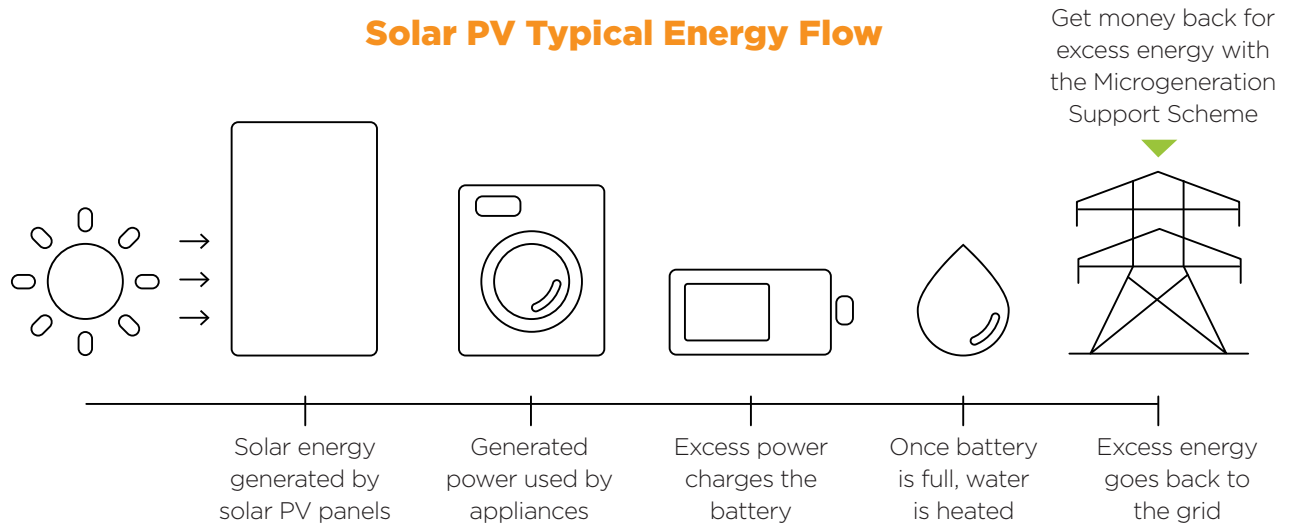 Solar PV Typical Energy Flow
Get money back for
excess energy with
the Microgeneration
Support Scheme
Solar energy
generated by
solar PV panels
Generated
power used by
appliances
Excess power
charges the
battery
Once battery
is full, water
is heated
Excess energy
goes back to
the grid